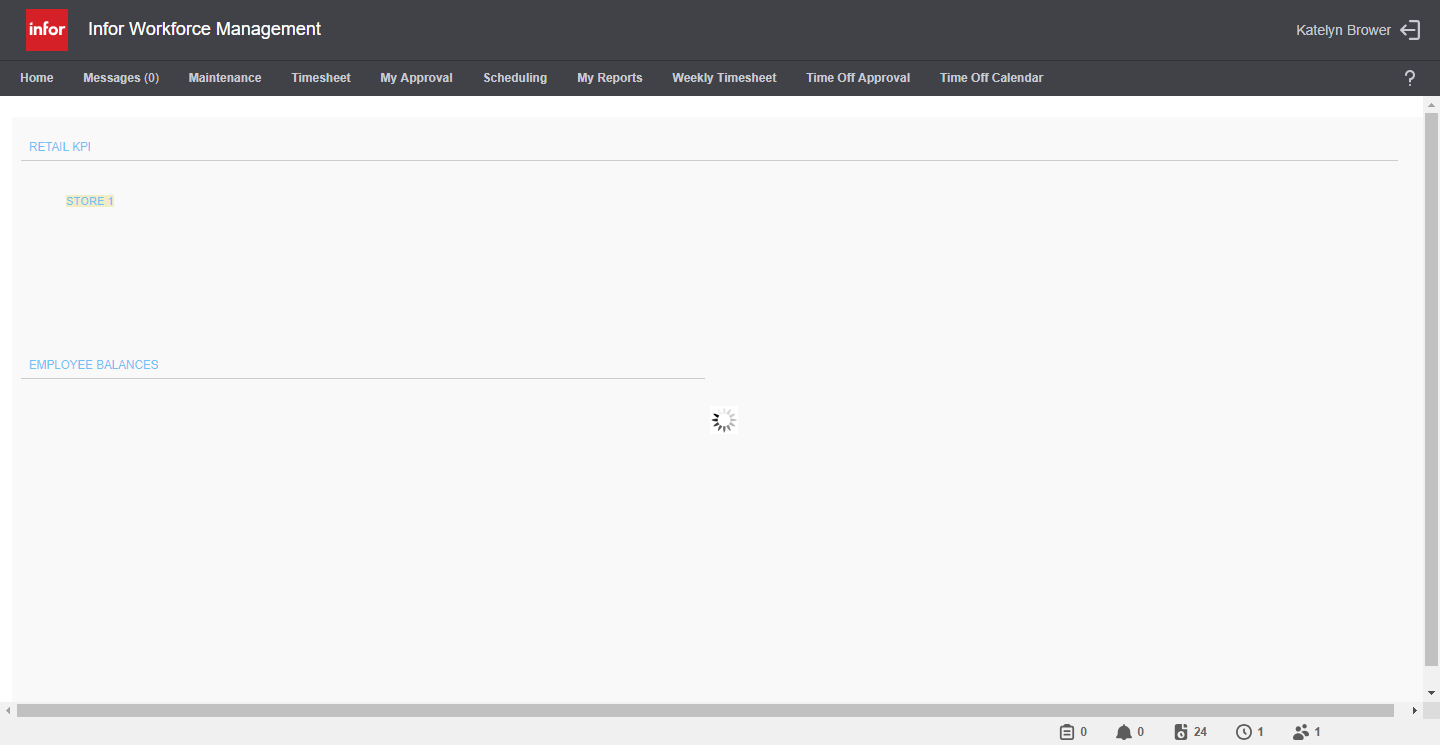 infor
Infor Workforce Management
Katelyn Brower
Home Messages (0) Maintenance Timesheet My Approval Scheduling My Reports Weekly Timesheet Time Off Approval Time Off Calendar ?
RETAIL KPI
STORE 1
EMPLOYEE BALANCES
0 0 24 1 1